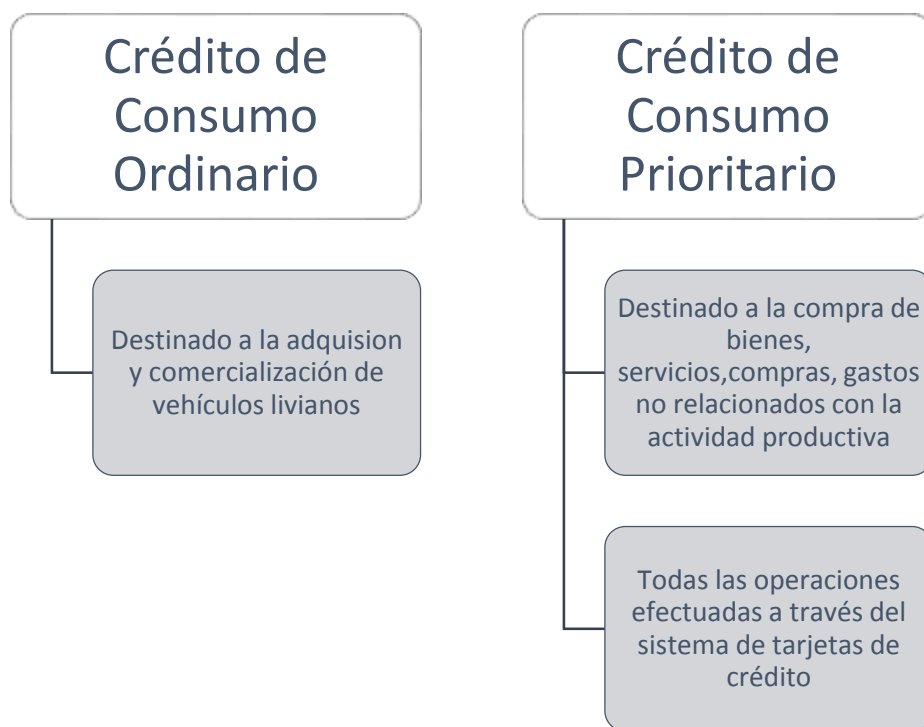 Crédito de
Consumo
Ordinario
Destinado a la adquision
y comercialización de
vehículos livianos
Crédito de
Consumo
Prioritario
Destinado a la compra de
bienes,
servicios,compras, gastos
no relacionados con la
actividad productiva
Todas las operaciones
efectuadas a través del
sistema de tarjetas de
crédito